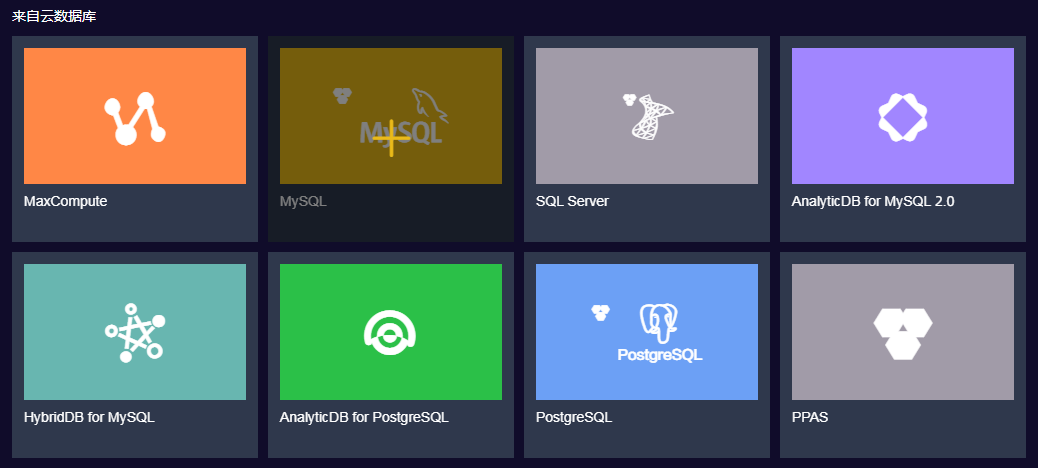 来自云数据库
MySQL
MaxCompute
MySQL
SQL Server
AnalyticDB for MySQL 2.0
PostgreSQL
HybridDB for MySQL
AnalyticDB for PostgreSQL
PostgreSQL
PPAS